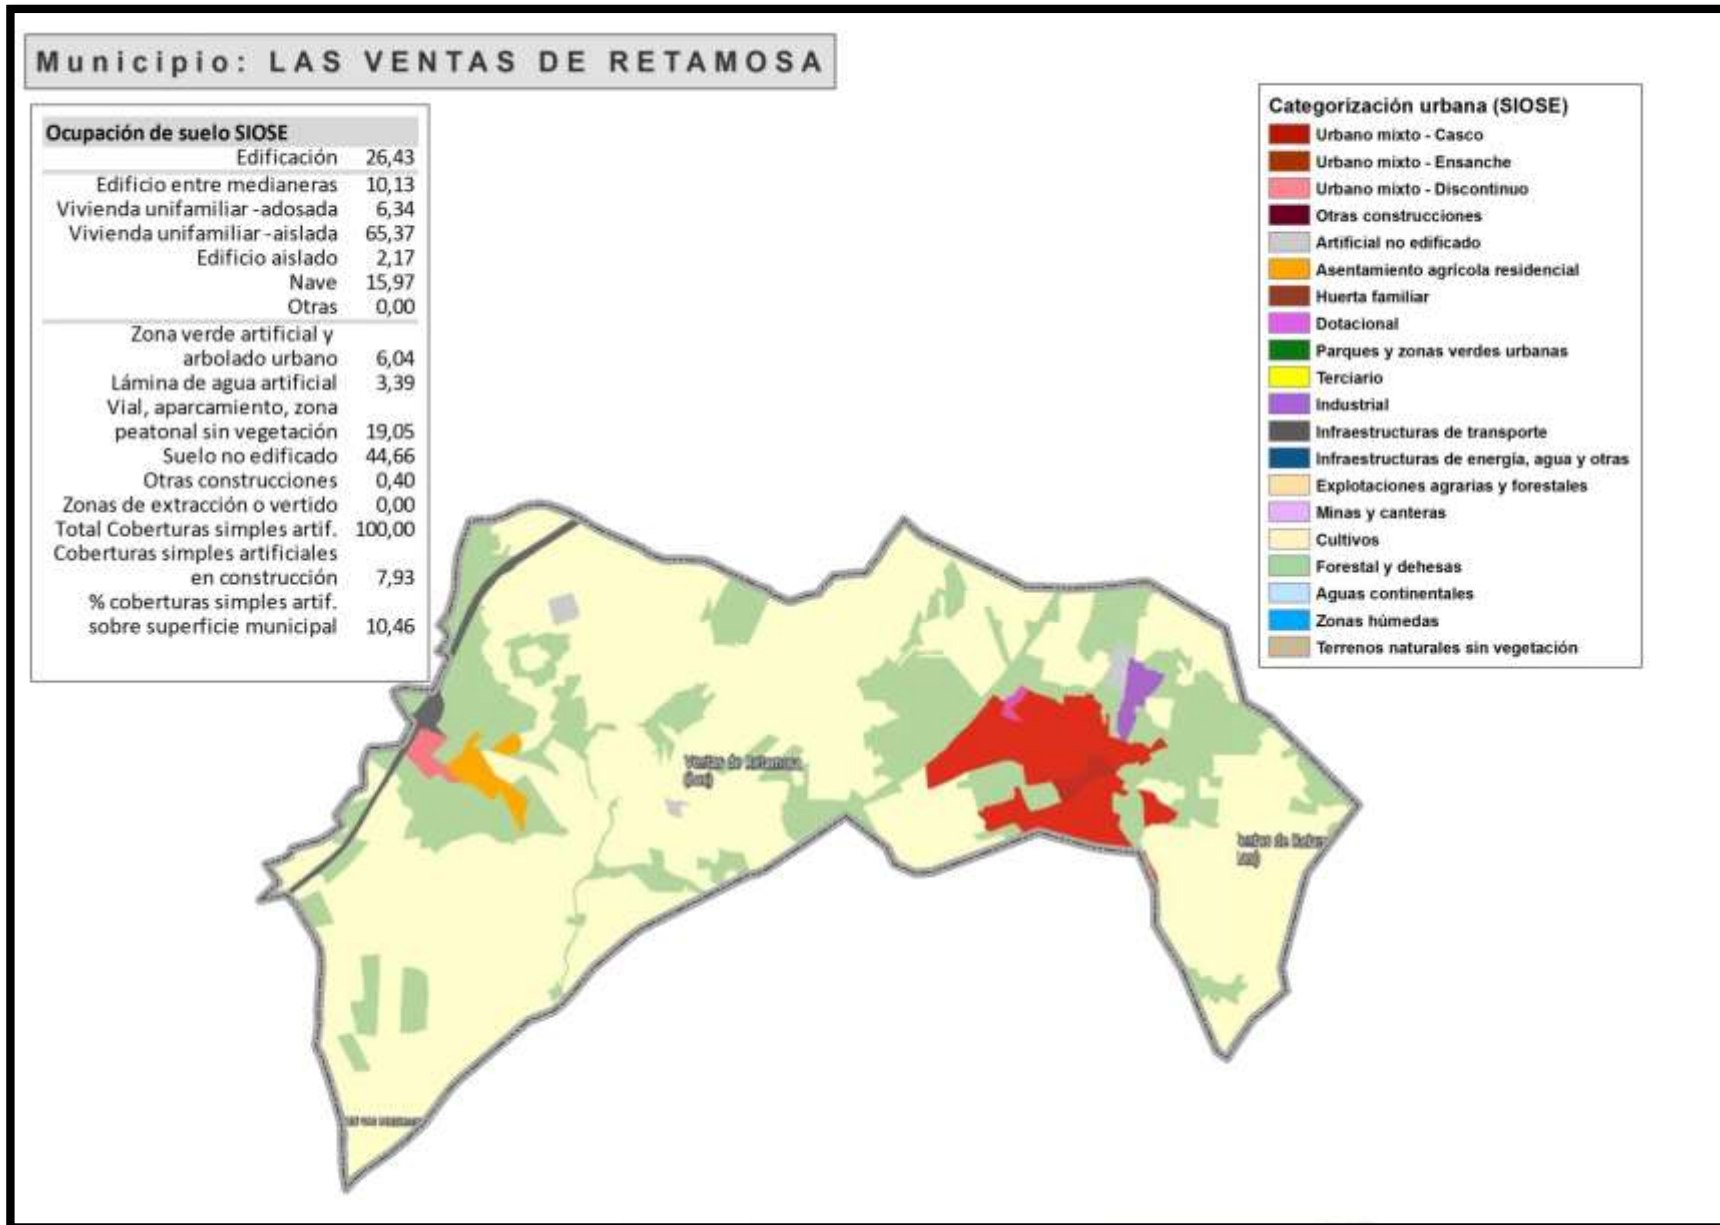 Municipio: LAS VENTAS DE RETAMOSA
Ocupación de suelo SIOSE
Edificación 26,43
Edificio entre medianeras 10,13
Vivienda unifamiliar -adosada 6,34
Vivienda unifamiliar -aislada 65,37
Edificio aislado 2,17
Nave 15,97
Otras 0,00
Zona verde artificial y
arbolado urbano 6,04
Lámina de agua artificial 3,39
Vial, aparcamiento, zona
peatonal sin vegetación 19,05
Suelo no edificado 44,66
Otras construcciones 0,40
Zonas de extracción o vertido 0,00
Total Coberturas simples artif. 100,00
Coberturas simples artificiales
en construcción 7,93
% coberturas simples artif.
sobre superficie municipal 10,46
Categorización urbana (SIOSE)
Urbano mixto - Casco
Urbano mixto - Ensanche
Urbano mixto - Discontinuo
Otras construcciones
Artificial no edificado
Asentamiento agrícola residencial
Huerta familiar
Dotacional
Parques y zonas verdes urbanas
Terciario
Industrial
Infraestructuras de transporte
Infraestructuras de energía, agua y otras
Explotaciones agrarias y forestales
Minas y canteras
Cultivos
Forestal y dehesas
Aguas continentales
Zonas húmedas
Terrenos naturales sin vegetación
Ventas de Retamosa
(Las)